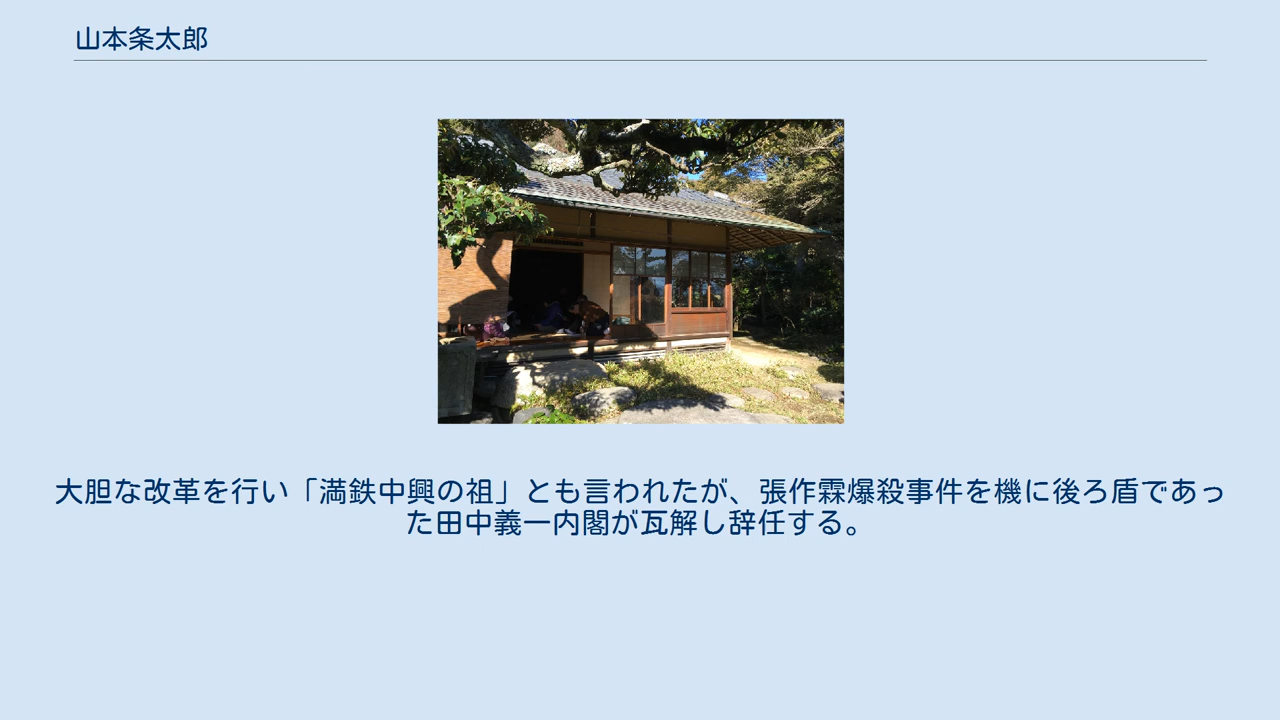 山本条太郎
大胆な改革を行い「満鉄中興の祖」とも言われたが、張作霖爆殺事件を機に後ろ盾であっ
た田中義一内閣が瓦解し辞任する。